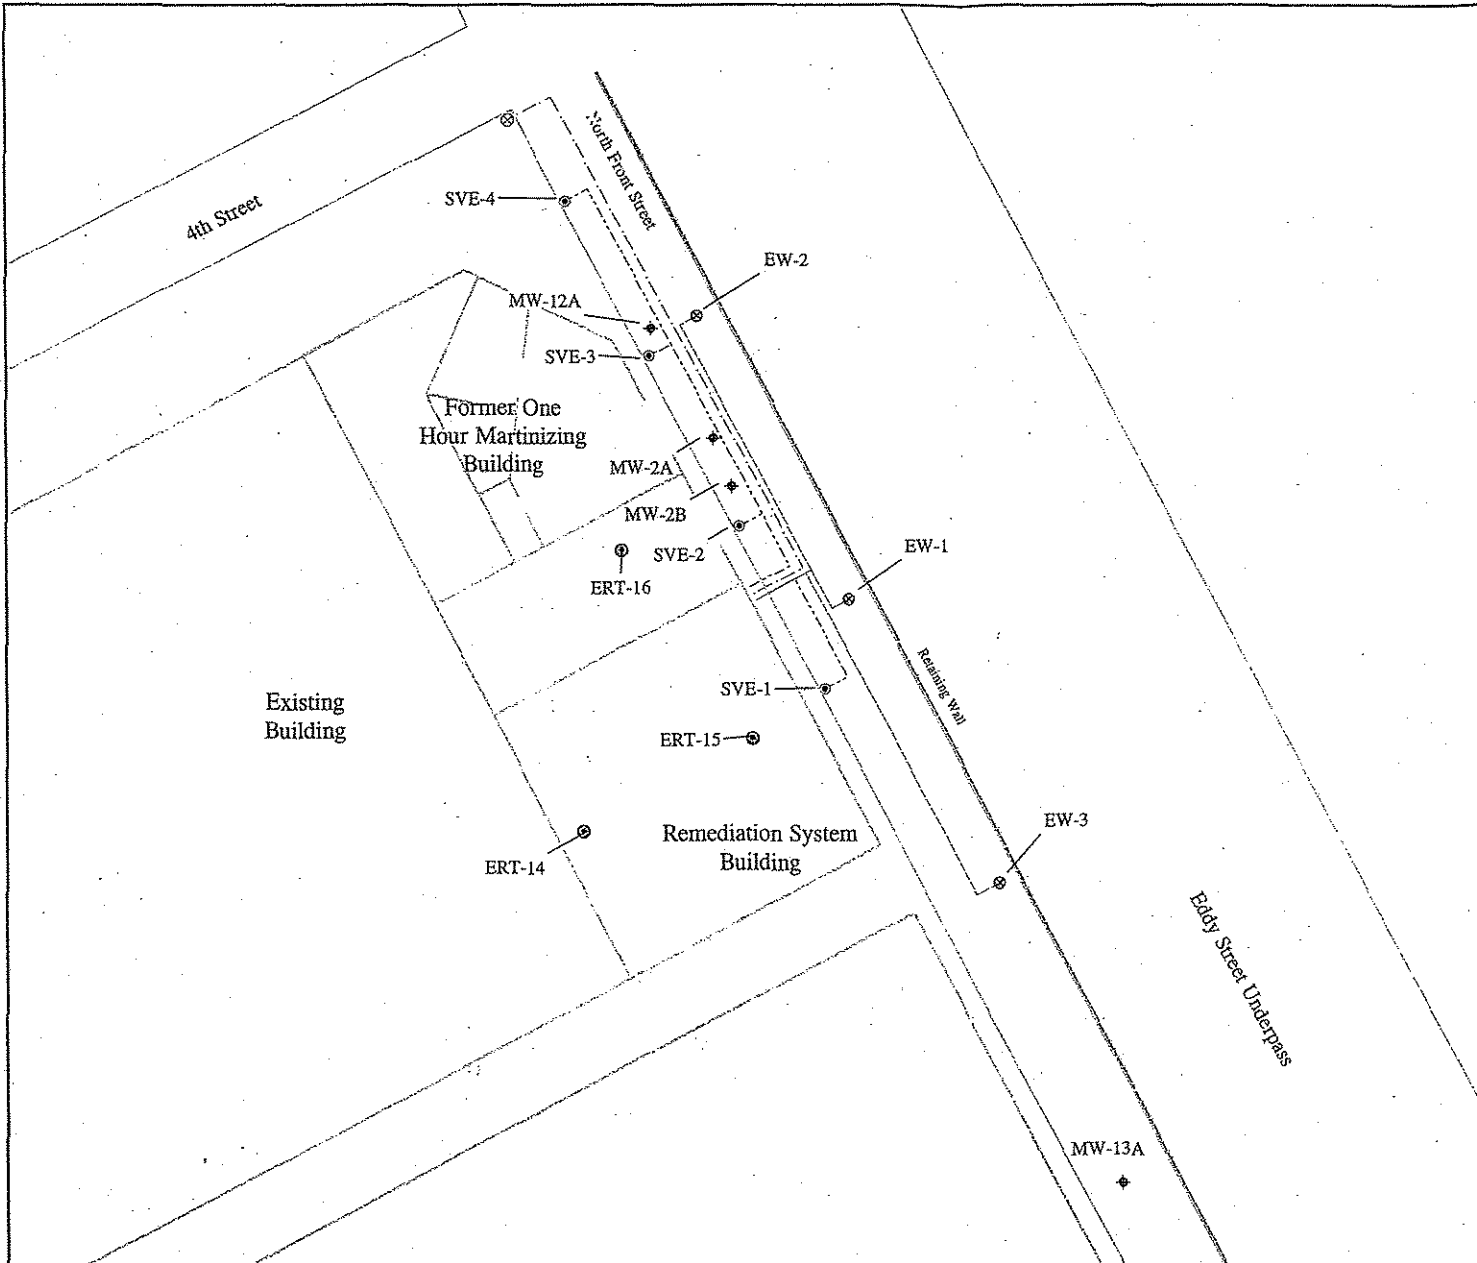 North Front Street
SVE-4
4th Street
EW-2
MW-12A
SVE-3
Former One
Hour Martinizing
Building
MW-2A
MW-2B
SVE-2
EW-1
ERT-16
Retaining Wall
SVE-1
Existing
Building
ERT-15
EW-3
Remediation System
Building
ERT-14
Eddy Street Underpass
MW-13A